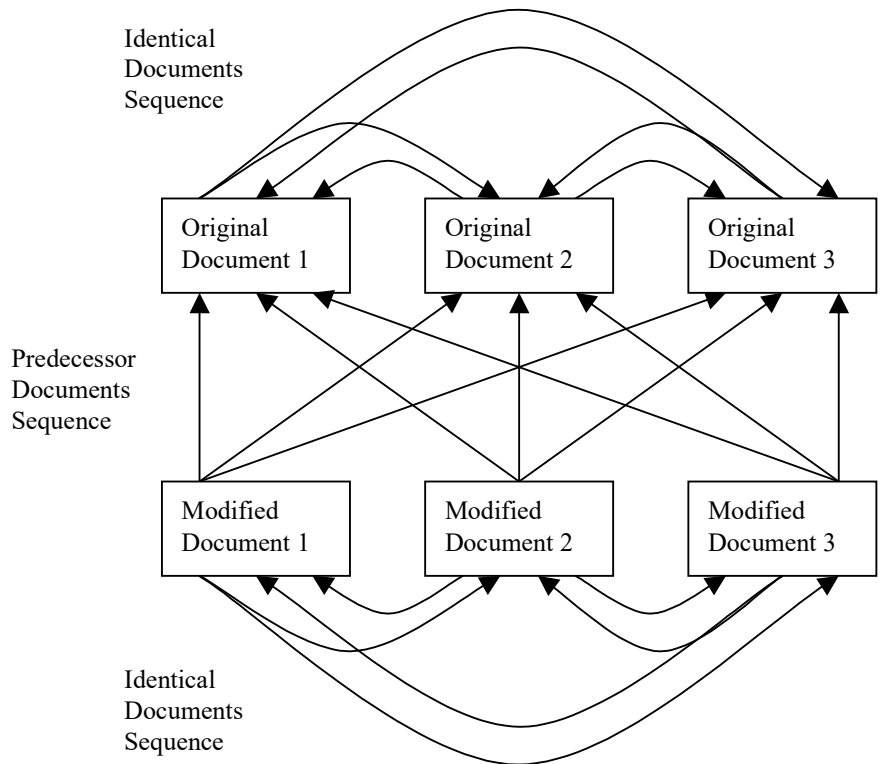 Identical
Documents
Sequence
Original
Document 1
Original
Document 2
Original
Document 3
Predecessor
Documents
Sequence
Modified
Document 1
Modified
Document 2
Modified
Document 3
Identical
Documents
Sequence